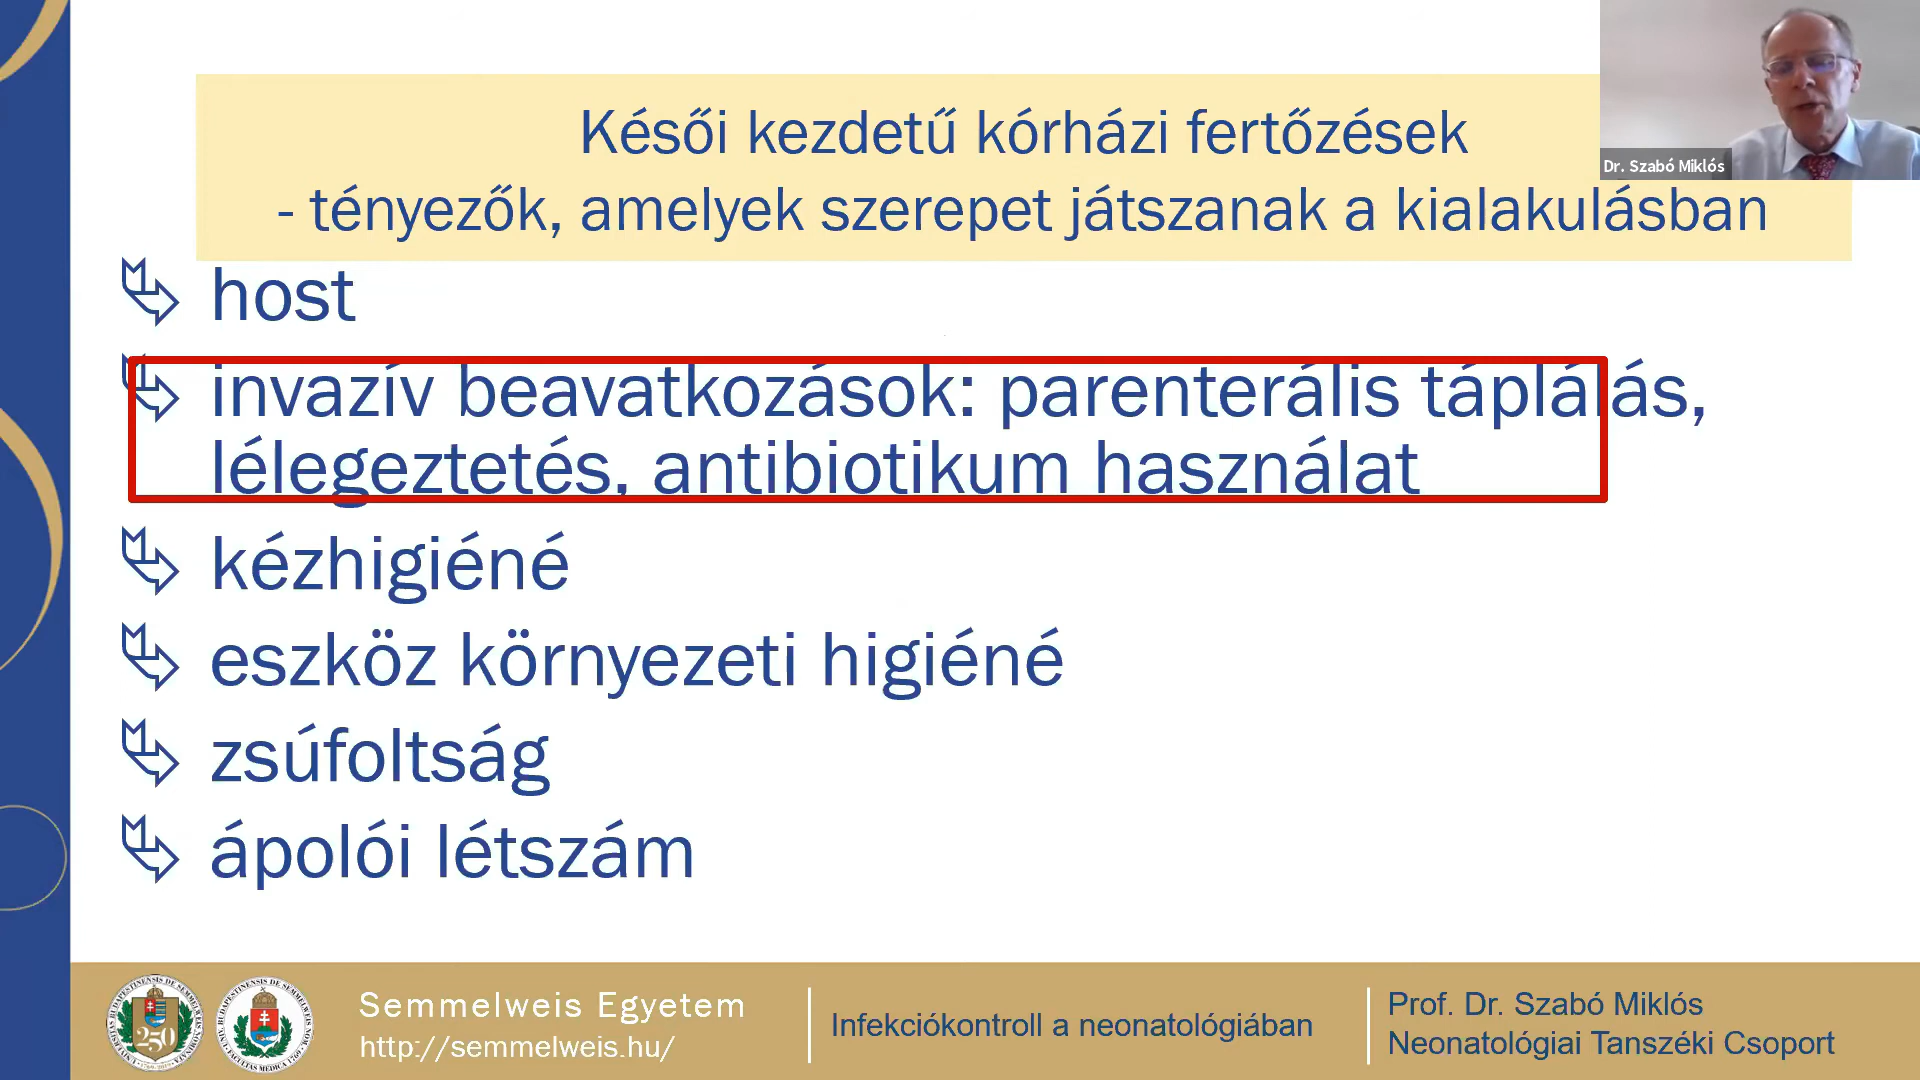 Késői kezdetű kórházi fertőzések
- tényezők, amelyek szerepet játszanak a kialakulásban
Dr. Szabó Miklós
host
invazív beavatkozások: parenterális táplálás,
lélegeztetés, antibiotikum használat
kézhigiéné
eszköz környezeti higiéné
zsúfoltság
ápolói létszám
250
Semmelweis Egyetem
http://semmelweis.hu/
Infekciókontroll a neonatológiában
Prof. Dr. Szabó Miklós
Neonatológiai Tanszéki Csoport